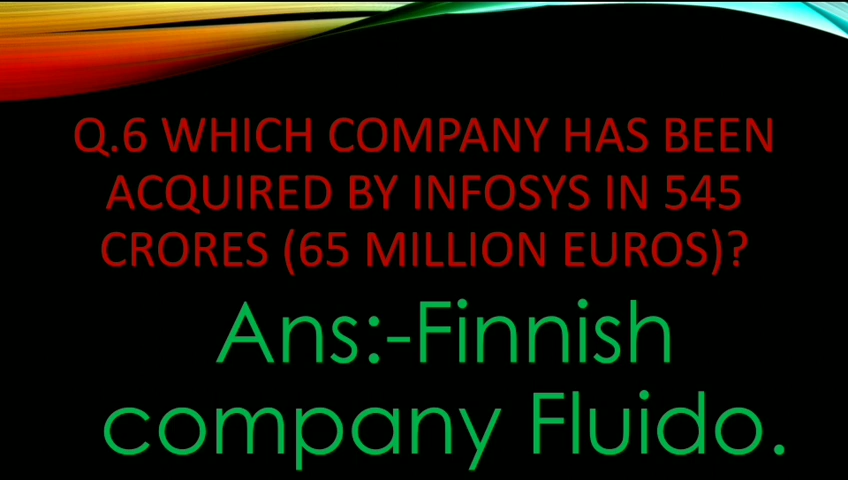 Q.6 WHICH COMPANY HAS BEEN
ACQUIRED BY INFOSYS IN 545
CRORES (65 MILLION EUROS)?
Ans:-Finnish
company Fluido.